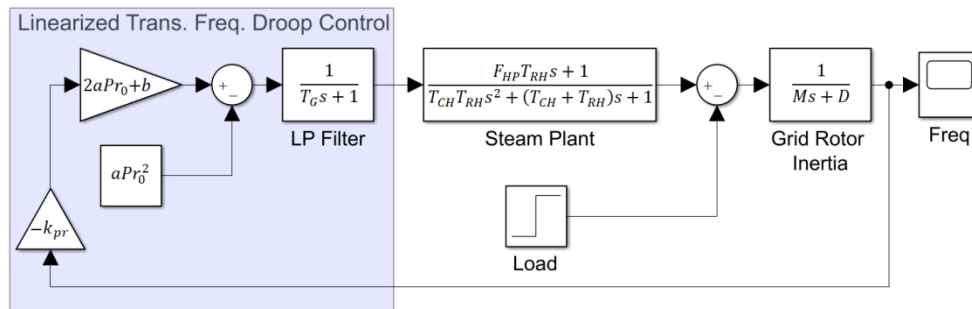 Linearized Trans. Freq. Droop Control
2aPr₀+b
+
−
1
T_G s + 1
LP Filter
F_HP T_RH s + 1
T_CH T_RH s² + (T_CH + T_RH)s + 1
Steam Plant
+
−
1
Ms + D
Grid Rotor
Inertia
Freq
aPr₀²
−k_pr
Load